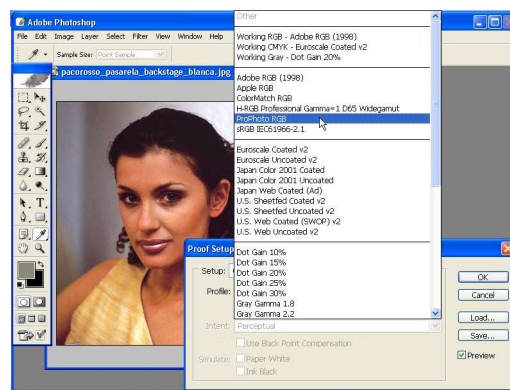 Adobe Photoshop
File Edit Image Layer Select Filter View Window Help
Sample Size: Point Sample
pacorosso_pasarela_backstage_blanca.jpg
Other
Working RGB - Adobe RGB (1998)
Working CMYK - Euroscale Coated v2
Working Gray - Dot Gain 20%
Adobe RGB (1998)
Apple RGB
ColorMatch RGB
H-RGB Professional Gamma=1 D65 Widegamut
ProPhoto RGB
sRGB IEC61966-2.1
Euroscale Coated v2
Euroscale Uncoated v2
Japan Color 2001 Coated
Japan Color 2001 Uncoated
Japan Web Coated (Ad)
U.S. Sheetfed Coated v2
U.S. Sheetfed Uncoated v2
U.S. Web Coated (SWOP) v2
U.S. Web Uncoated v2
Dot Gain 10%
Dot Gain 15%
Dot Gain 20%
Dot Gain 25%
Dot Gain 30%
Gray Gamma 1.8
Gray Gamma 2.2
Proof Setup
Setup:
Profile:
Intent: Perceptual
Use Black Point Compensation
Simulate: Paper White
Ink Black
OK
Cancel
Load...
Save...
Preview